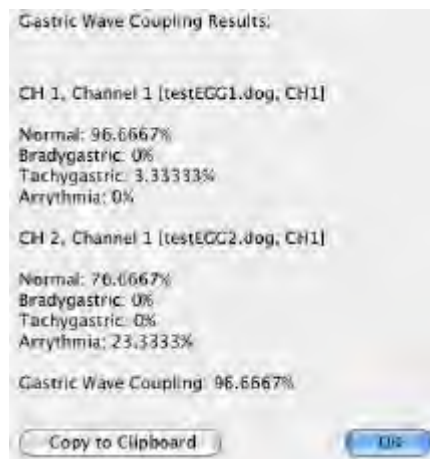 Gastric Wave Coupling Results:
CH 1, Channel 1 [testEGG1.dog, CH1]
Normal: 96.6667%
Bradygastric: 0%
Tachygastric: 3.33333%
Arrythmia: 0%
CH 2, Channel 1 [testEGG2.dog, CH1]
Normal: 76.6667%
Bradygastric: 0%
Tachygastric: 0%
Arrythmia: 23.3333%
Gastric Wave Coupling: 96.6667%
Copy to Clipboard
OK